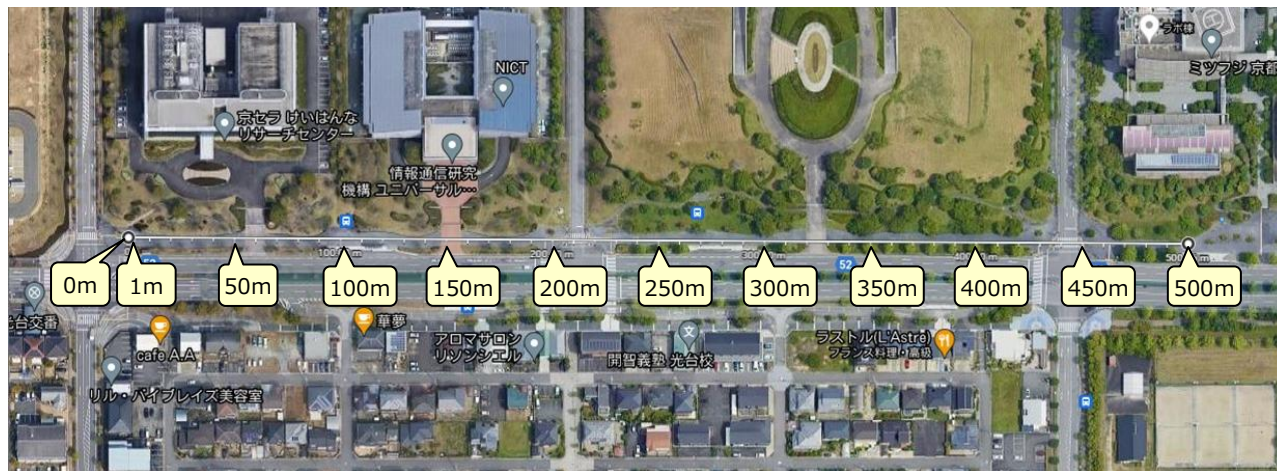 ラボ棟
ミツフジ 京都
NICT
京セラ けいはんな
リサーチセンター
情報通信研究
機構 ユニバーサル…
52
0m
1m
50m
100m
150m
200m
250m
300m
350m
400m
450m
500m
光台交番
cafe A.A
華夢
アロマサロン
リソンシエル
開智義塾 光台校
ラストル(L'Astre)
フランス料理・高級
リル・バイブレイズ美容室